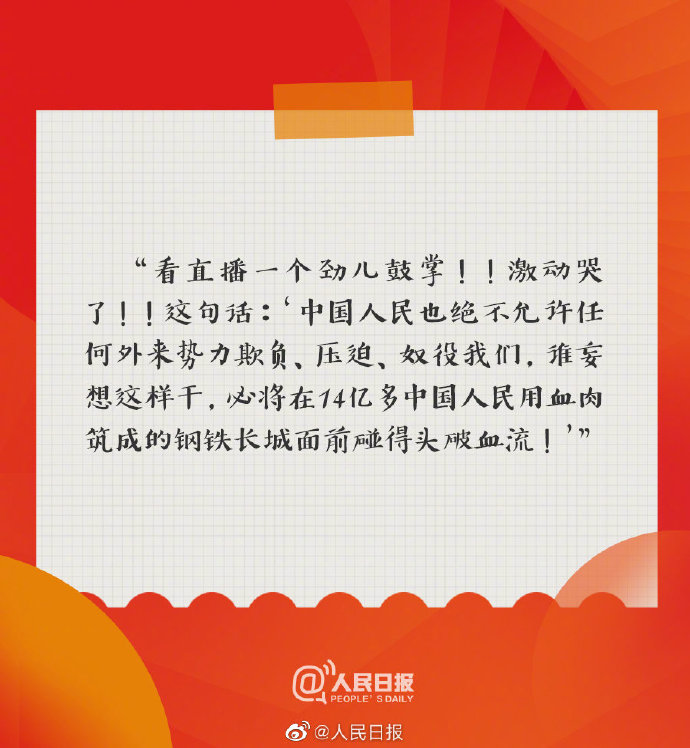 “看直播一个劲儿鼓掌！！激动哭
了！！这句话：‘中国人民也绝不允许任
何外来势力欺负、压迫、奴役我们，谁妄
想这样干，必将在14亿多中国人民用血肉
筑成的钢铁长城面前碰得头破血流！’”
@人民日报
PEOPLE'S DAILY
@人民日报